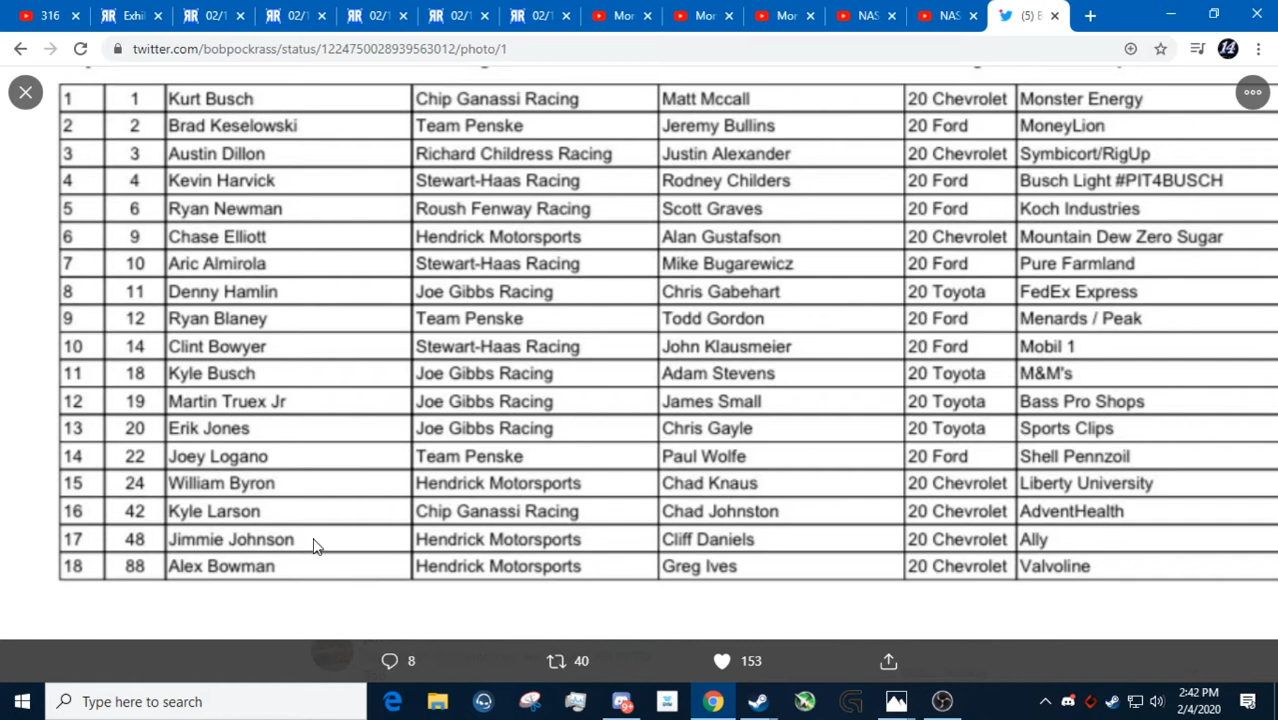 316
Exhil
02/1
02/1
02/1
02/1
02/1
Mor
Mor
Mor
NAS
NAS
(5) E
twitter.com/bobpockrass/status/1224750028939563012/photo/1
1 1 Kurt Busch Chip Ganassi Racing Matt Mccall 20 Chevrolet Monster Energy
2 2 Brad Keselowski Team Penske Jeremy Bullins 20 Ford MoneyLion
3 3 Austin Dillon Richard Childress Racing Justin Alexander 20 Chevrolet Symbicort/RigUp
4 4 Kevin Harvick Stewart-Haas Racing Rodney Childers 20 Ford Busch Light #PIT4BUSCH
5 6 Ryan Newman Roush Fenway Racing Scott Graves 20 Ford Koch Industries
6 9 Chase Elliott Hendrick Motorsports Alan Gustafson 20 Chevrolet Mountain Dew Zero Sugar
7 10 Aric Almirola Stewart-Haas Racing Mike Bugarewicz 20 Ford Pure Farmland
8 11 Denny Hamlin Joe Gibbs Racing Chris Gabehart 20 Toyota FedEx Express
9 12 Ryan Blaney Team Penske Todd Gordon 20 Ford Menards / Peak
10 14 Clint Bowyer Stewart-Haas Racing John Klausmeier 20 Ford Mobil 1
11 18 Kyle Busch Joe Gibbs Racing Adam Stevens 20 Toyota M&M's
12 19 Martin Truex Jr Joe Gibbs Racing James Small 20 Toyota Bass Pro Shops
13 20 Erik Jones Joe Gibbs Racing Chris Gayle 20 Toyota Sports Clips
14 22 Joey Logano Team Penske Paul Wolfe 20 Ford Shell Pennzoil
15 24 William Byron Hendrick Motorsports Chad Knaus 20 Chevrolet Liberty University
16 42 Kyle Larson Chip Ganassi Racing Chad Johnston 20 Chevrolet AdventHealth
17 48 Jimmie Johnson Hendrick Motorsports Cliff Daniels 20 Chevrolet Ally
18 88 Alex Bowman Hendrick Motorsports Greg Ives 20 Chevrolet Valvoline
8 40 153
Type here to search
2:42 PM
2/4/2020